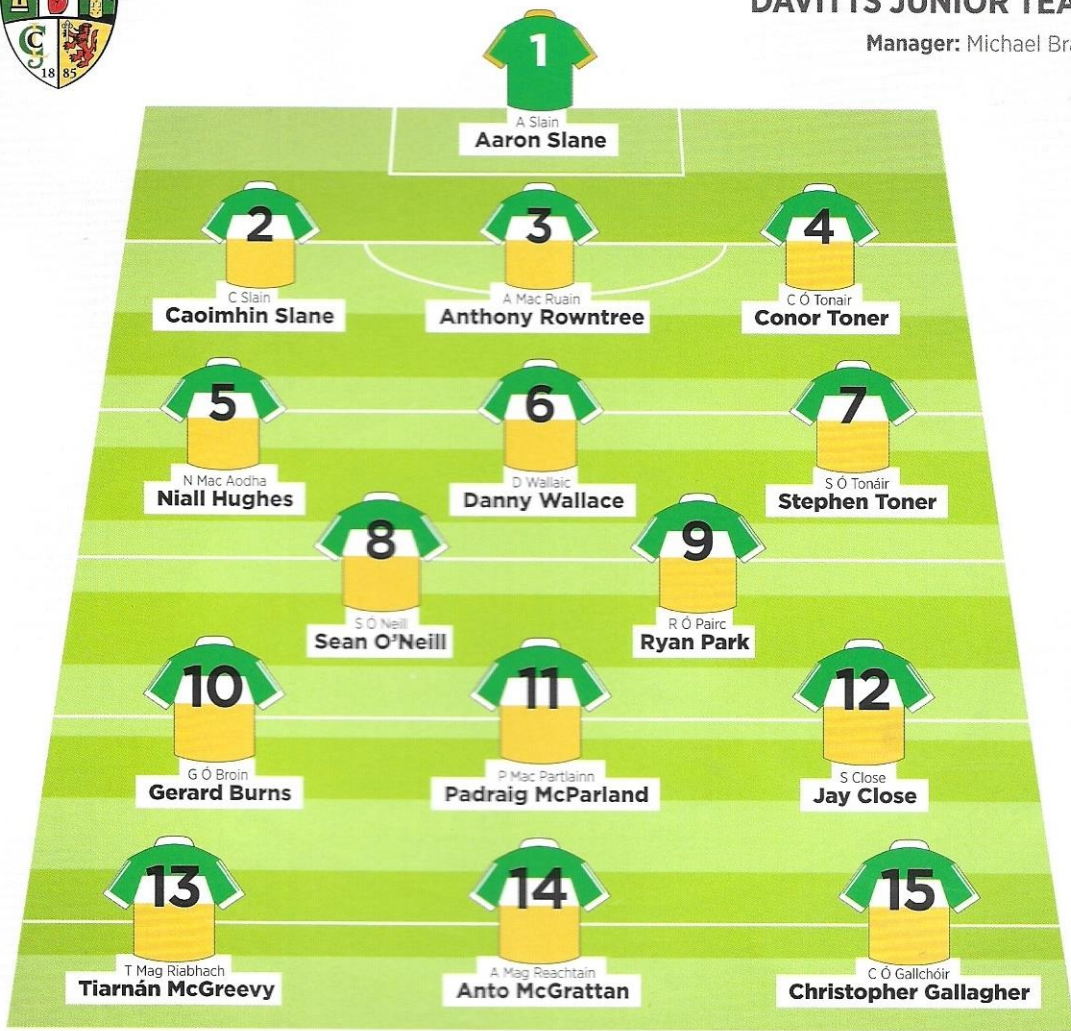 DAVITTS JUNIOR
Manager: Michael
CCJ
18 85
1
A Slain
Aaron Slane
2
3
4
C Slain
Caoimhin Slane
A Mac Ruain
Anthony Rowntree
C Ó Tonair
Conor Toner
5
6
7
N Mac Aodha
Niall Hughes
D Wallaic
Danny Wallace
S Ó Tonáir
Stephen Toner
8
9
S Ó Neill
Sean O'Neill
R Ó Pairc
Ryan Park
10
11
12
G Ó Broin
Gerard Burns
P Mac Partlainn
Padraig McParland
S Close
Jay Close
13
14
15
T Mag Riabhach
Tiarnán McGreevy
A Mag Reachtain
Anto McGrattan
C Ó Gallchóir
Christopher Gallagher